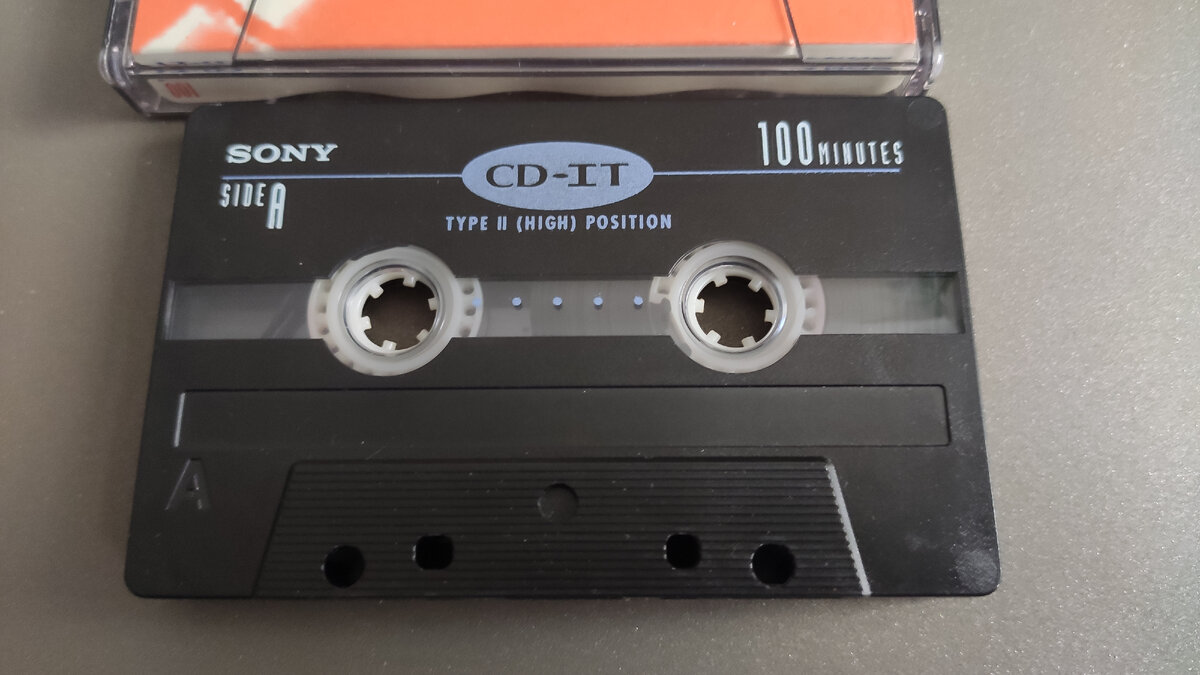 SONY
CD-IT
100 MINUTES
SIDE A
TYPE II (HIGH) POSITION
A